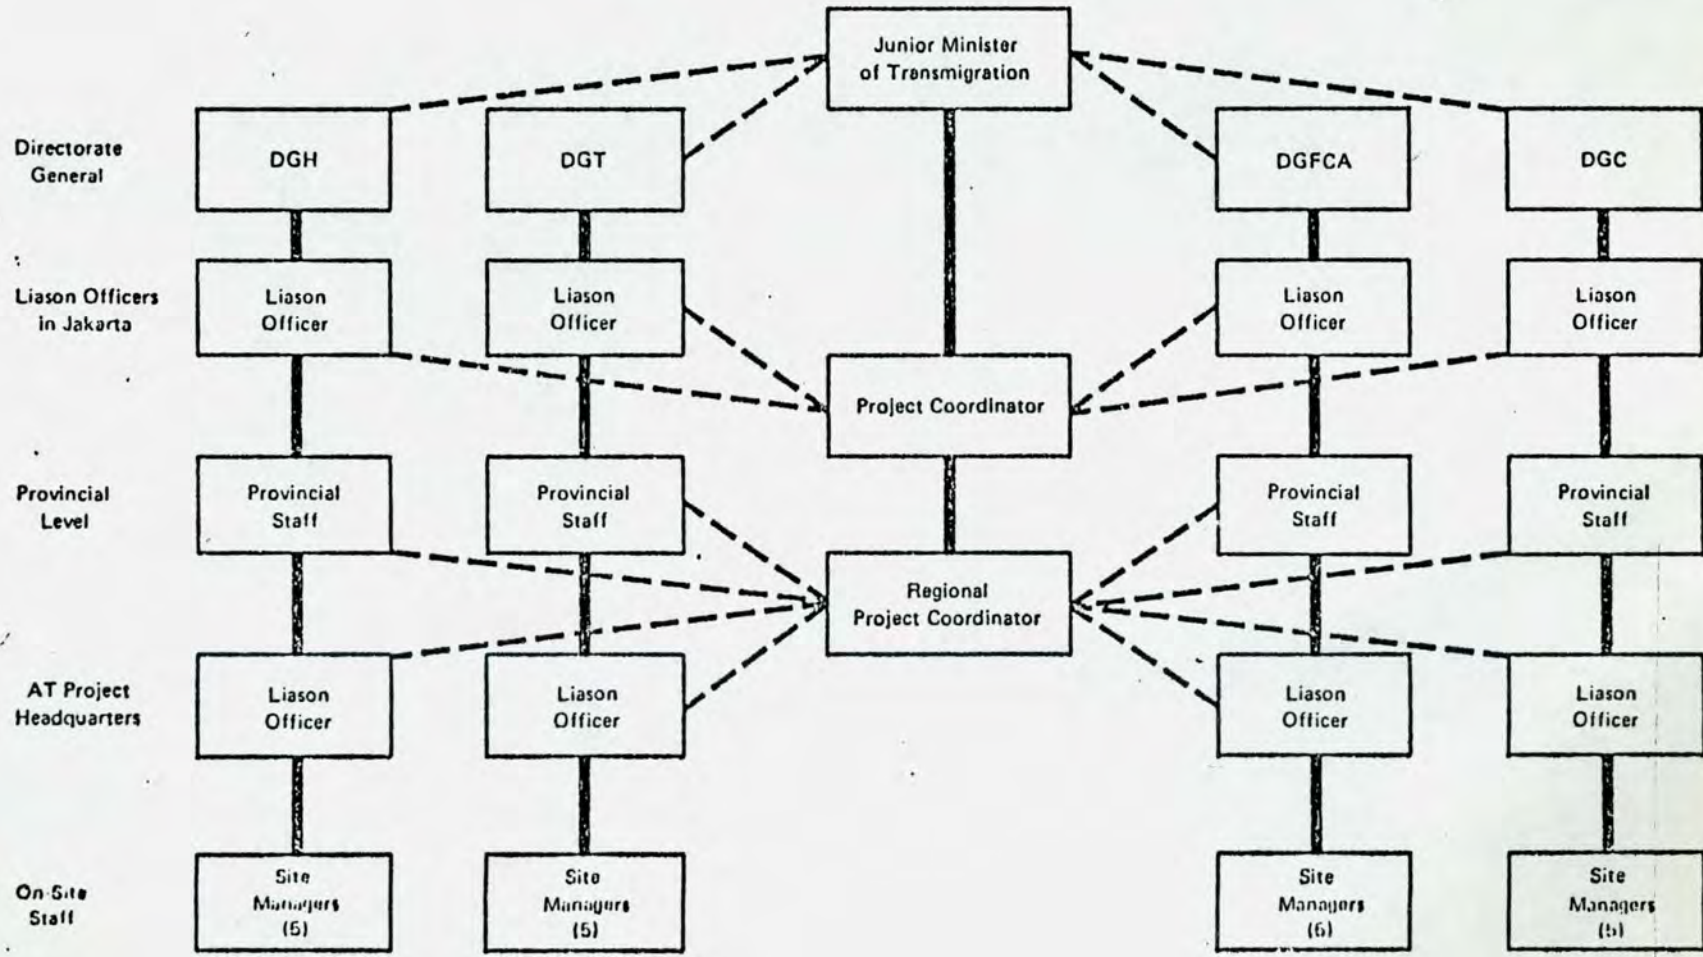 Junior Minister
of Transmigration
Directorate
General
DGH
DGT
DGFCA
DGC
Liason Officers
in Jakarta
Liason
Officer
Liason
Officer
Liason
Officer
Liason
Officer
Project Coordinator
Provincial
Level
Provincial
Staff
Provincial
Staff
Provincial
Staff
Provincial
Staff
Regional
Project Coordinator
AT Project
Headquarters
Liason
Officer
Liason
Officer
Liason
Officer
Liason
Officer
On-Site
Staff
Site
Managers
(5)
Site
Managers
(5)
Site
Managers
Site
Managers
(5)